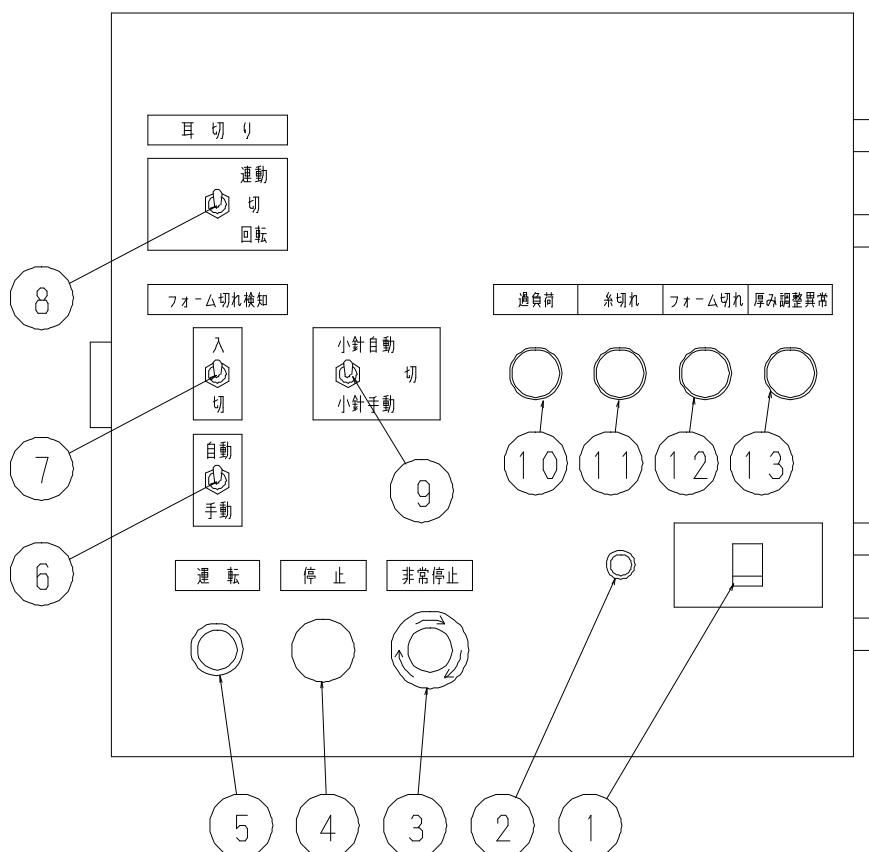 耳切り
連動
切
回転
8
フォーム切れ検知
過負荷 糸切れ フォーム切れ 厚み調整異常
入
切
小針自動
切
小針手動
7
自動
手動
9
10 11 12 13
6
運転 停止 非常停止
5 4 3 2 1